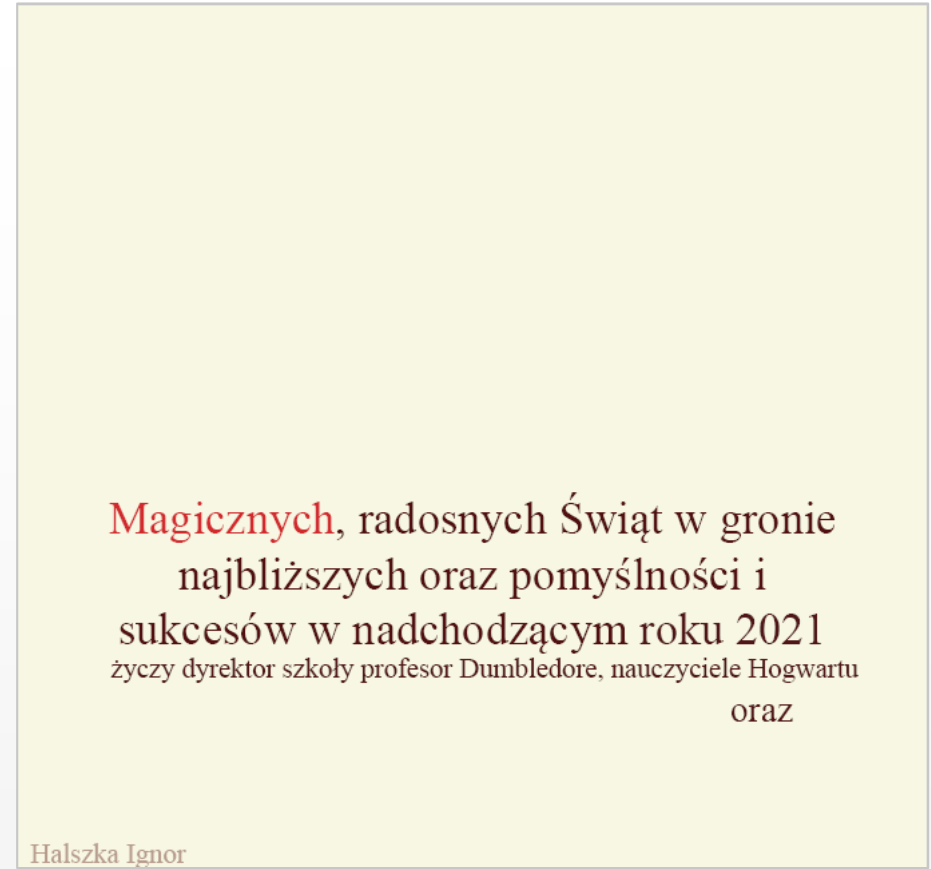 Magicznych, radosnych Świąt w gronie
najbliższych oraz pomyślności i
sukcesów w nadchodzącym roku 2021
życzy dyrektor szkoły profesor Dumbledore, nauczyciele Hogwartu
oraz
Halszka Ignor